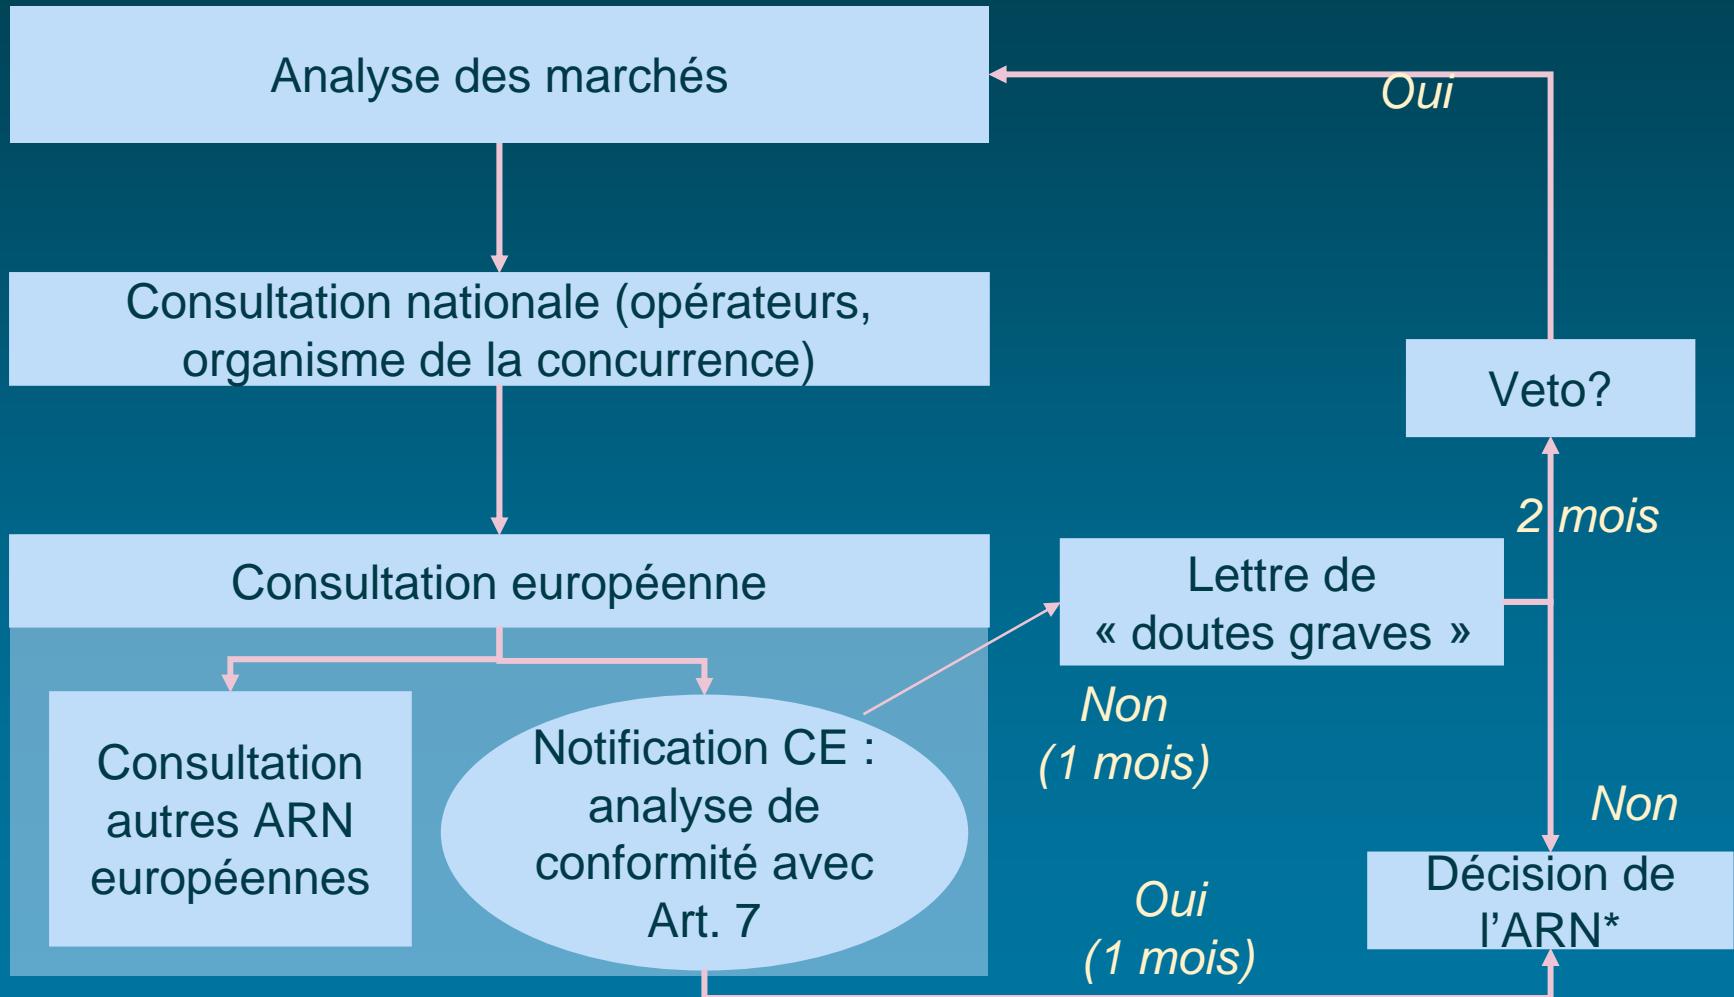 Analyse des marchés
Oui
Consultation nationale (opérateurs,
organisme de la concurrence)
Veto?
2 mois
Consultation européenne
Lettre de
« doutes graves »
Non
(1 mois)
Consultation
autres ARN
européennes
Notification CE :
analyse de
conformité avec
Art. 7
Non
Oui
(1 mois)
Décision de
l'ARN*